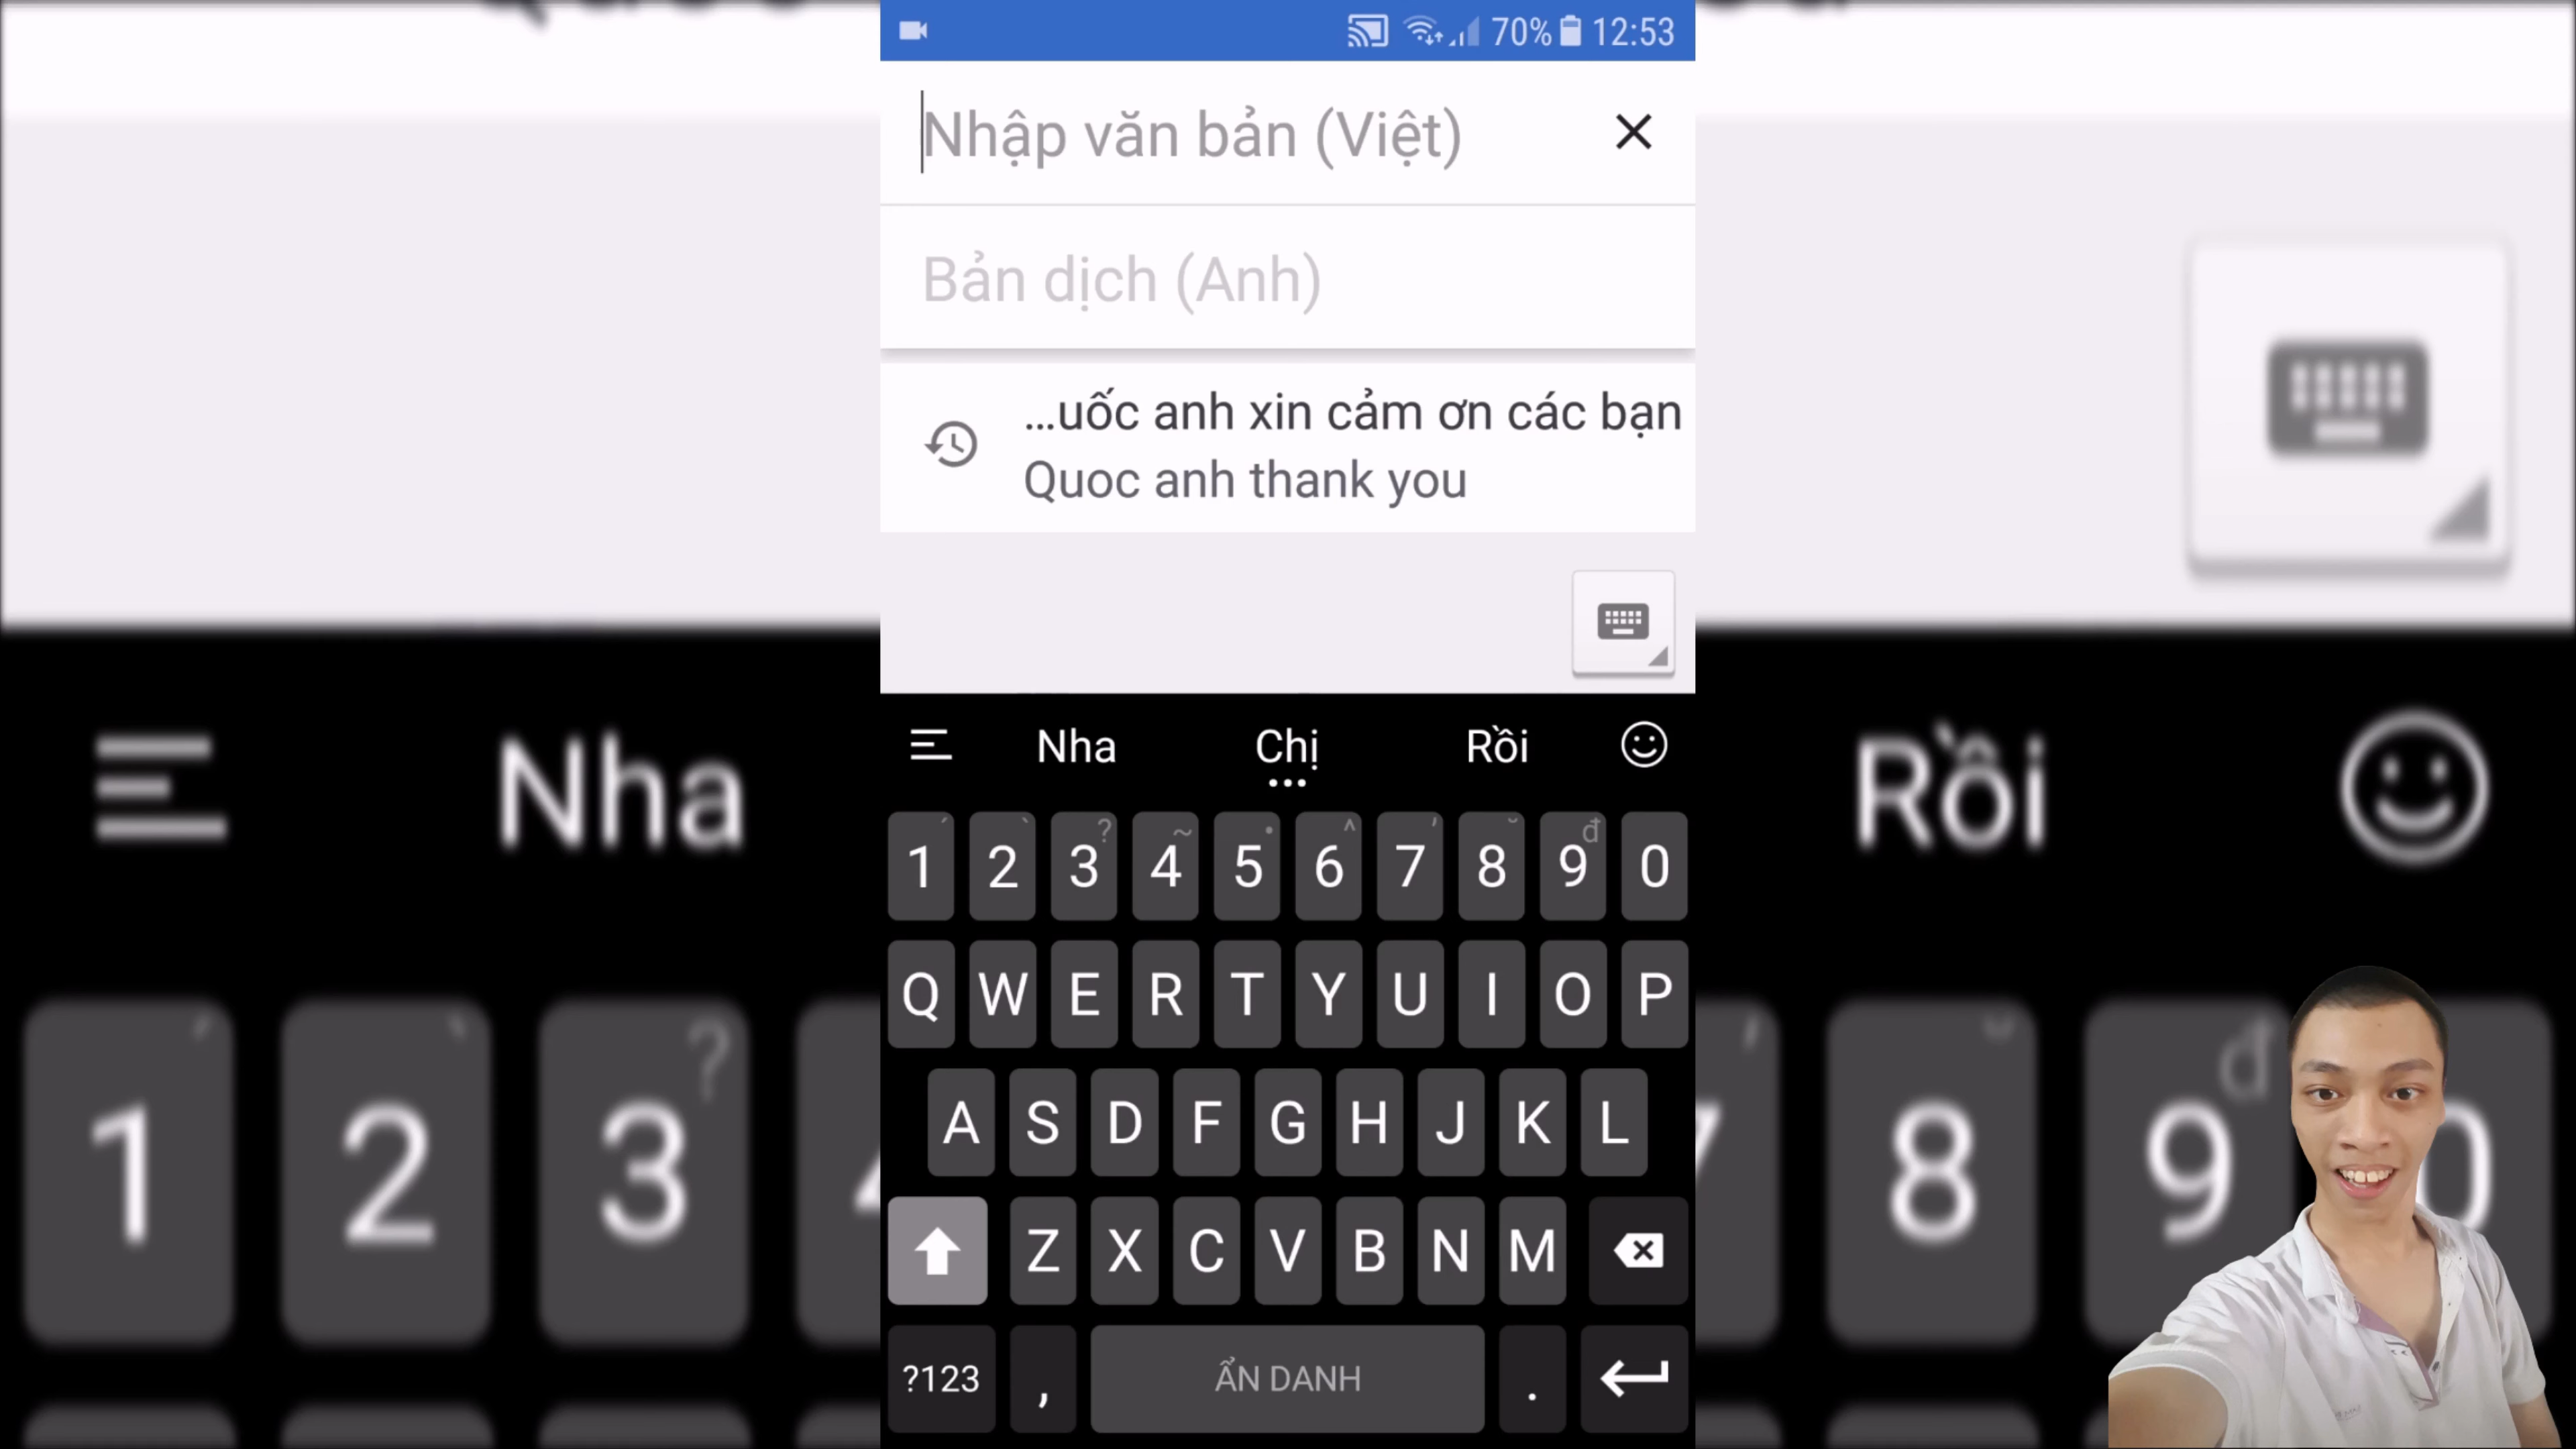 70% 12:53
Nhập văn bản (Việt)
Bản dịch (Anh)
...uốc anh xin cảm ơn các bạn
Quoc anh thank you
Nha Chị Rồi
Nha Rồi
1 2 3 4 5 6 7 8 9 0
Q W E R T Y U I O P
A S D F G H J K L
Z X C V B N M
?123 , ẨN DANH .
1 2 3 7 8 9 0